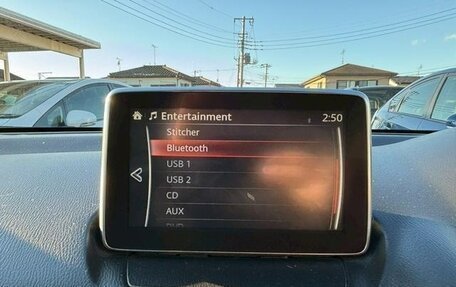 Entertainment 2:50
Stitcher
Bluetooth
USB 1
USB 2
CD
AUX